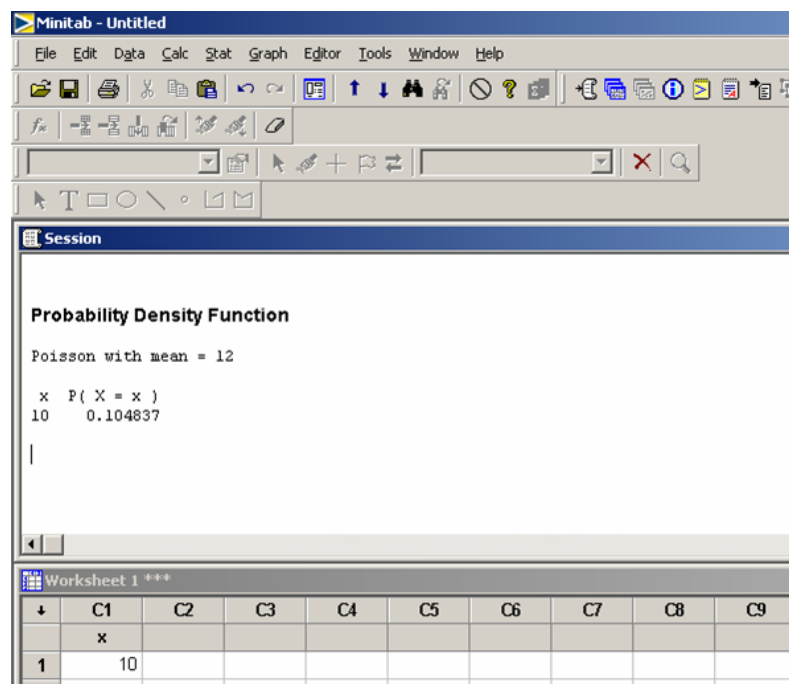 Minitab - Untitled
File Edit Data Calc Stat Graph Editor Tools Window Help
Session
Probability Density Function
Poisson with mean = 12
x P( X = x )
10 0.104837
Worksheet 1 ***
C1 C2 C3 C4 C5 C6 C7 C8 C9
x
1 10